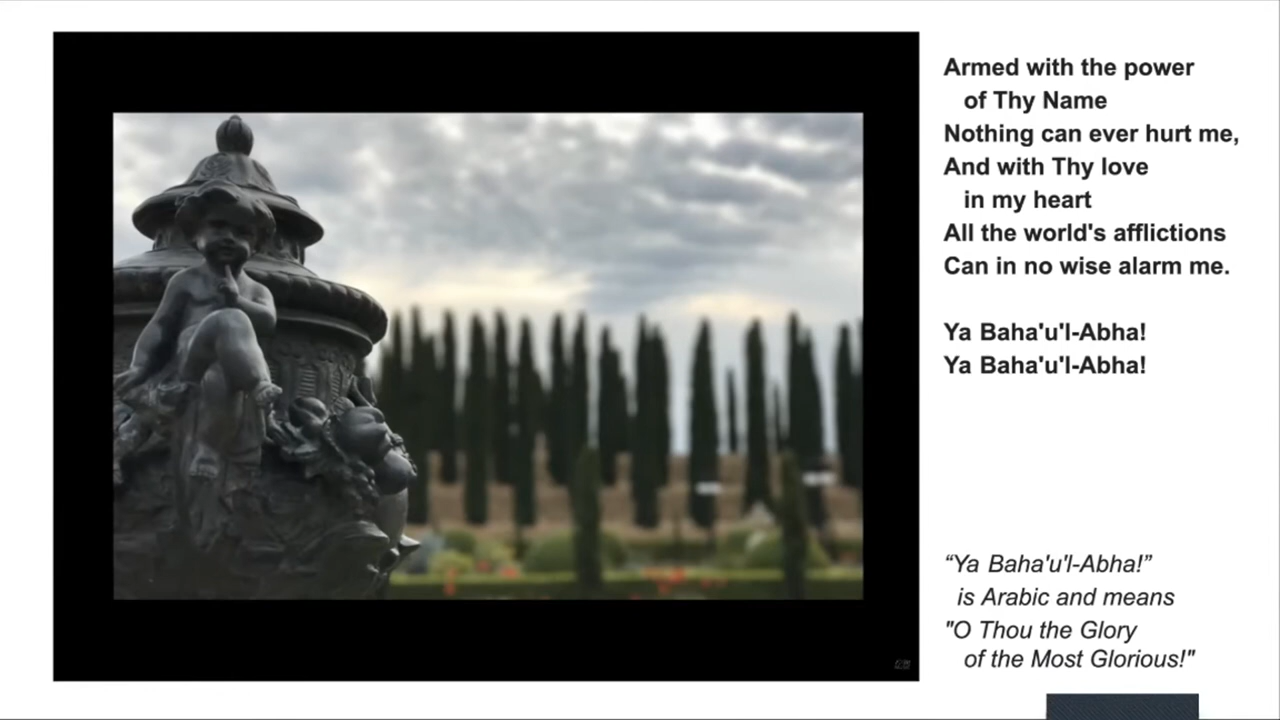 Armed with the power
of Thy Name
Nothing can ever hurt me,
And with Thy love
in my heart
All the world's afflictions
Can in no wise alarm me.
Ya Baha'u'l-Abha!
Ya Baha'u'l-Abha!
“Ya Baha'u'l-Abha!”
is Arabic and means
"O Thou the Glory
of the Most Glorious!"